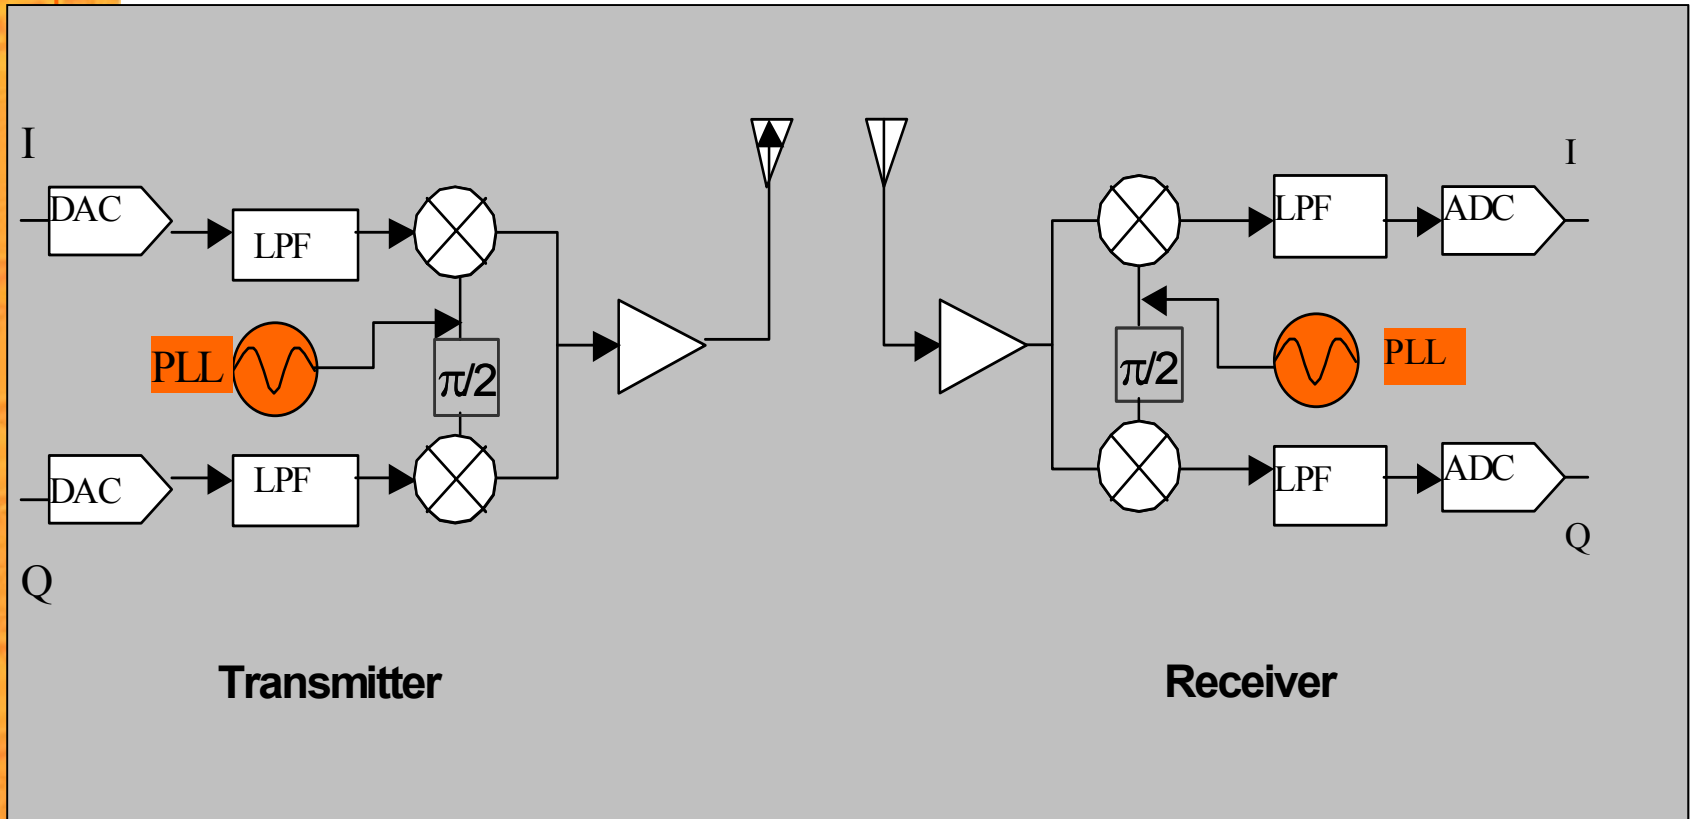 I
DAC
LPF
PLL
π/2
DAC
LPF
Q
Transmitter
I
LPF
ADC
π/2
PLL
LPF
ADC
Q
Receiver